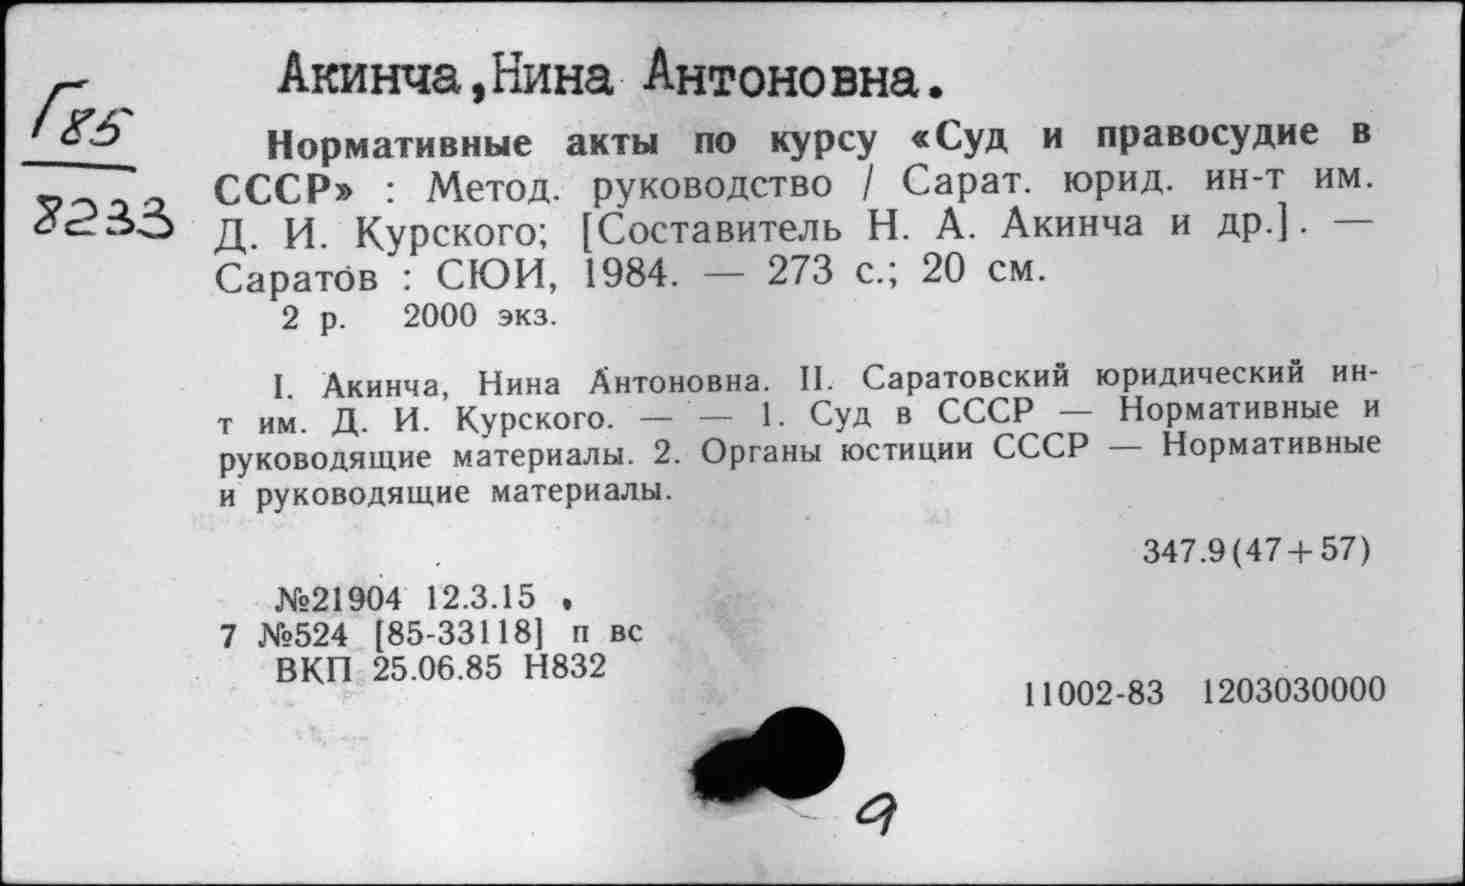 Акинча,Нина Антоновна.
Г85
8233
Нормативные акты по курсу «Суд и правосудие в
СССР» : Метод. руководство / Сарат. юрид. ин-т им.
Д. И. Курского; [Составитель Н. А. Акинча и др.]. —
Саратов : СЮИ, 1984. — 273 с.; 20 см.
2 р. 2000 экз.
I. Акинча, Нина Антоновна. II. Саратовский юридический ин-
т им. Д. И. Курского. — — 1. Суд в СССР — Нормативные и
руководящие материалы. 2. Органы юстиции СССР — Нормативные
и руководящие материалы.
347.9(47+57)
№21904 12.3.15
7 №524 [85-33118] п вс
ВКП 25.06.85 Н832
11002-83 1203030000